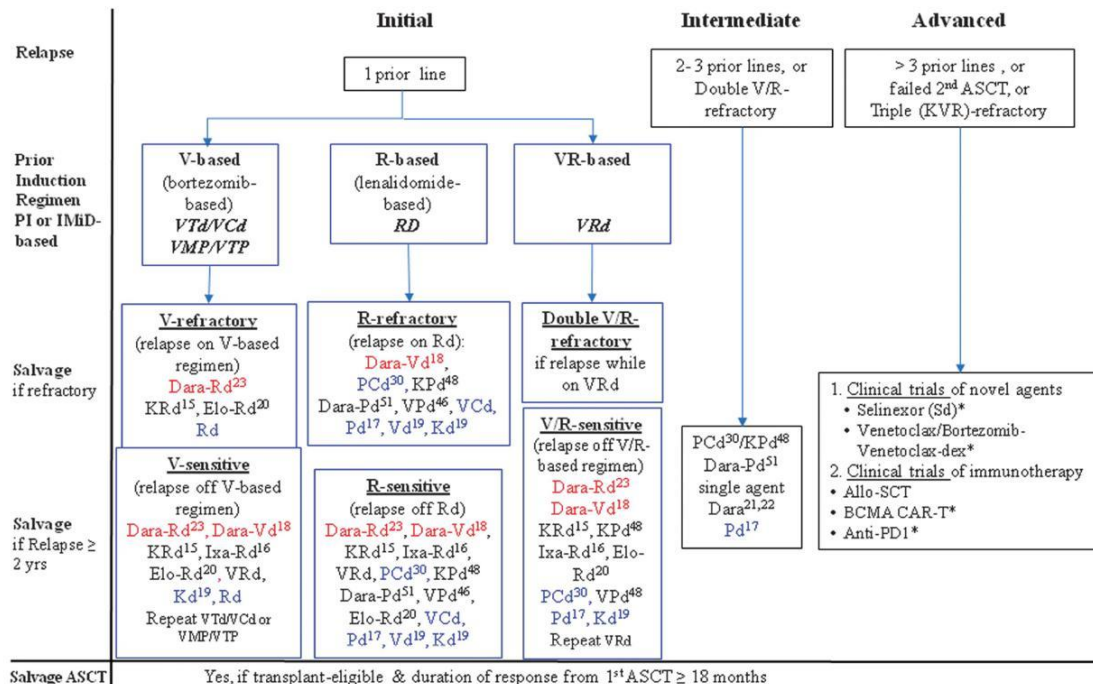 Initial
Intermediate
Advanced
Relapse
1 prior line
2- 3 prior lines, or
Double V/R-
refractory
> 3 prior lines , or
failed 2nd ASCT, or
Triple (KVR)-refractory
Prior
Induction
Regimen
PI or IMiD-
based
V-based
(bortezomib-
based)
VTd/VCd
VMP/VTP
R-based
(lenalidomide-
based)
RD
VR-based
VRd
Salvage
if refractory
V-refractory
(relapse on V-based
regimen)
Dara-Rd23
KRd15, Elo-Rd20
Rd
R-refractory
(relapse on Rd):
Dara-Vd18,
PCd30, KPd48
Dara-Pd51, VPd46, VCd,
Pd17, Vd19, Kd19
Double V/R-
refractory
if relapse while
on VRd
Salvage
if Relapse ≥
2 yrs
V-sensitive
(relapse off V-based
regimen)
Dara-Rd23, Dara-Vd18
KRd15, Ixa-Rd16
Elo-Rd20, VRd,
Kd19, Rd
Repeat VTd/VCd or
VMP/VTP
R-sensitive
(relapse off Rd)
Dara-Rd23, Dara-Vd18,
KRd15, Ixa-Rd16,
VRd, PCd30, KPd48
Dara-Pd51, VPd46,
Elo-Rd20, VCd,
Pd17, Vd19, Kd19
V/R-sensitive
(relapse off V/R-
based regimen)
Dara-Rd23
Dara-Vd18
KRd15, KPd48
Ixa-Rd16, Elo-
Rd20
PCd30, VPd48
Pd17, Kd19
Repeat VRd
PCd30/KPd48
Dara-Pd51
single agent
Dara21,22
Pd17
1. Clinical trials of novel agents
• Selinexor (Sd)*
• Venetoclax/Bortezomib-
Venetoclax-dex*
2. Clinical trials of immunotherapy
• Allo-SCT
• BCMA CAR-T*
• Anti-PD1*
Salvage ASCT
Yes, if transplant-eligible & duration of response from 1st ASCT ≥ 18 months